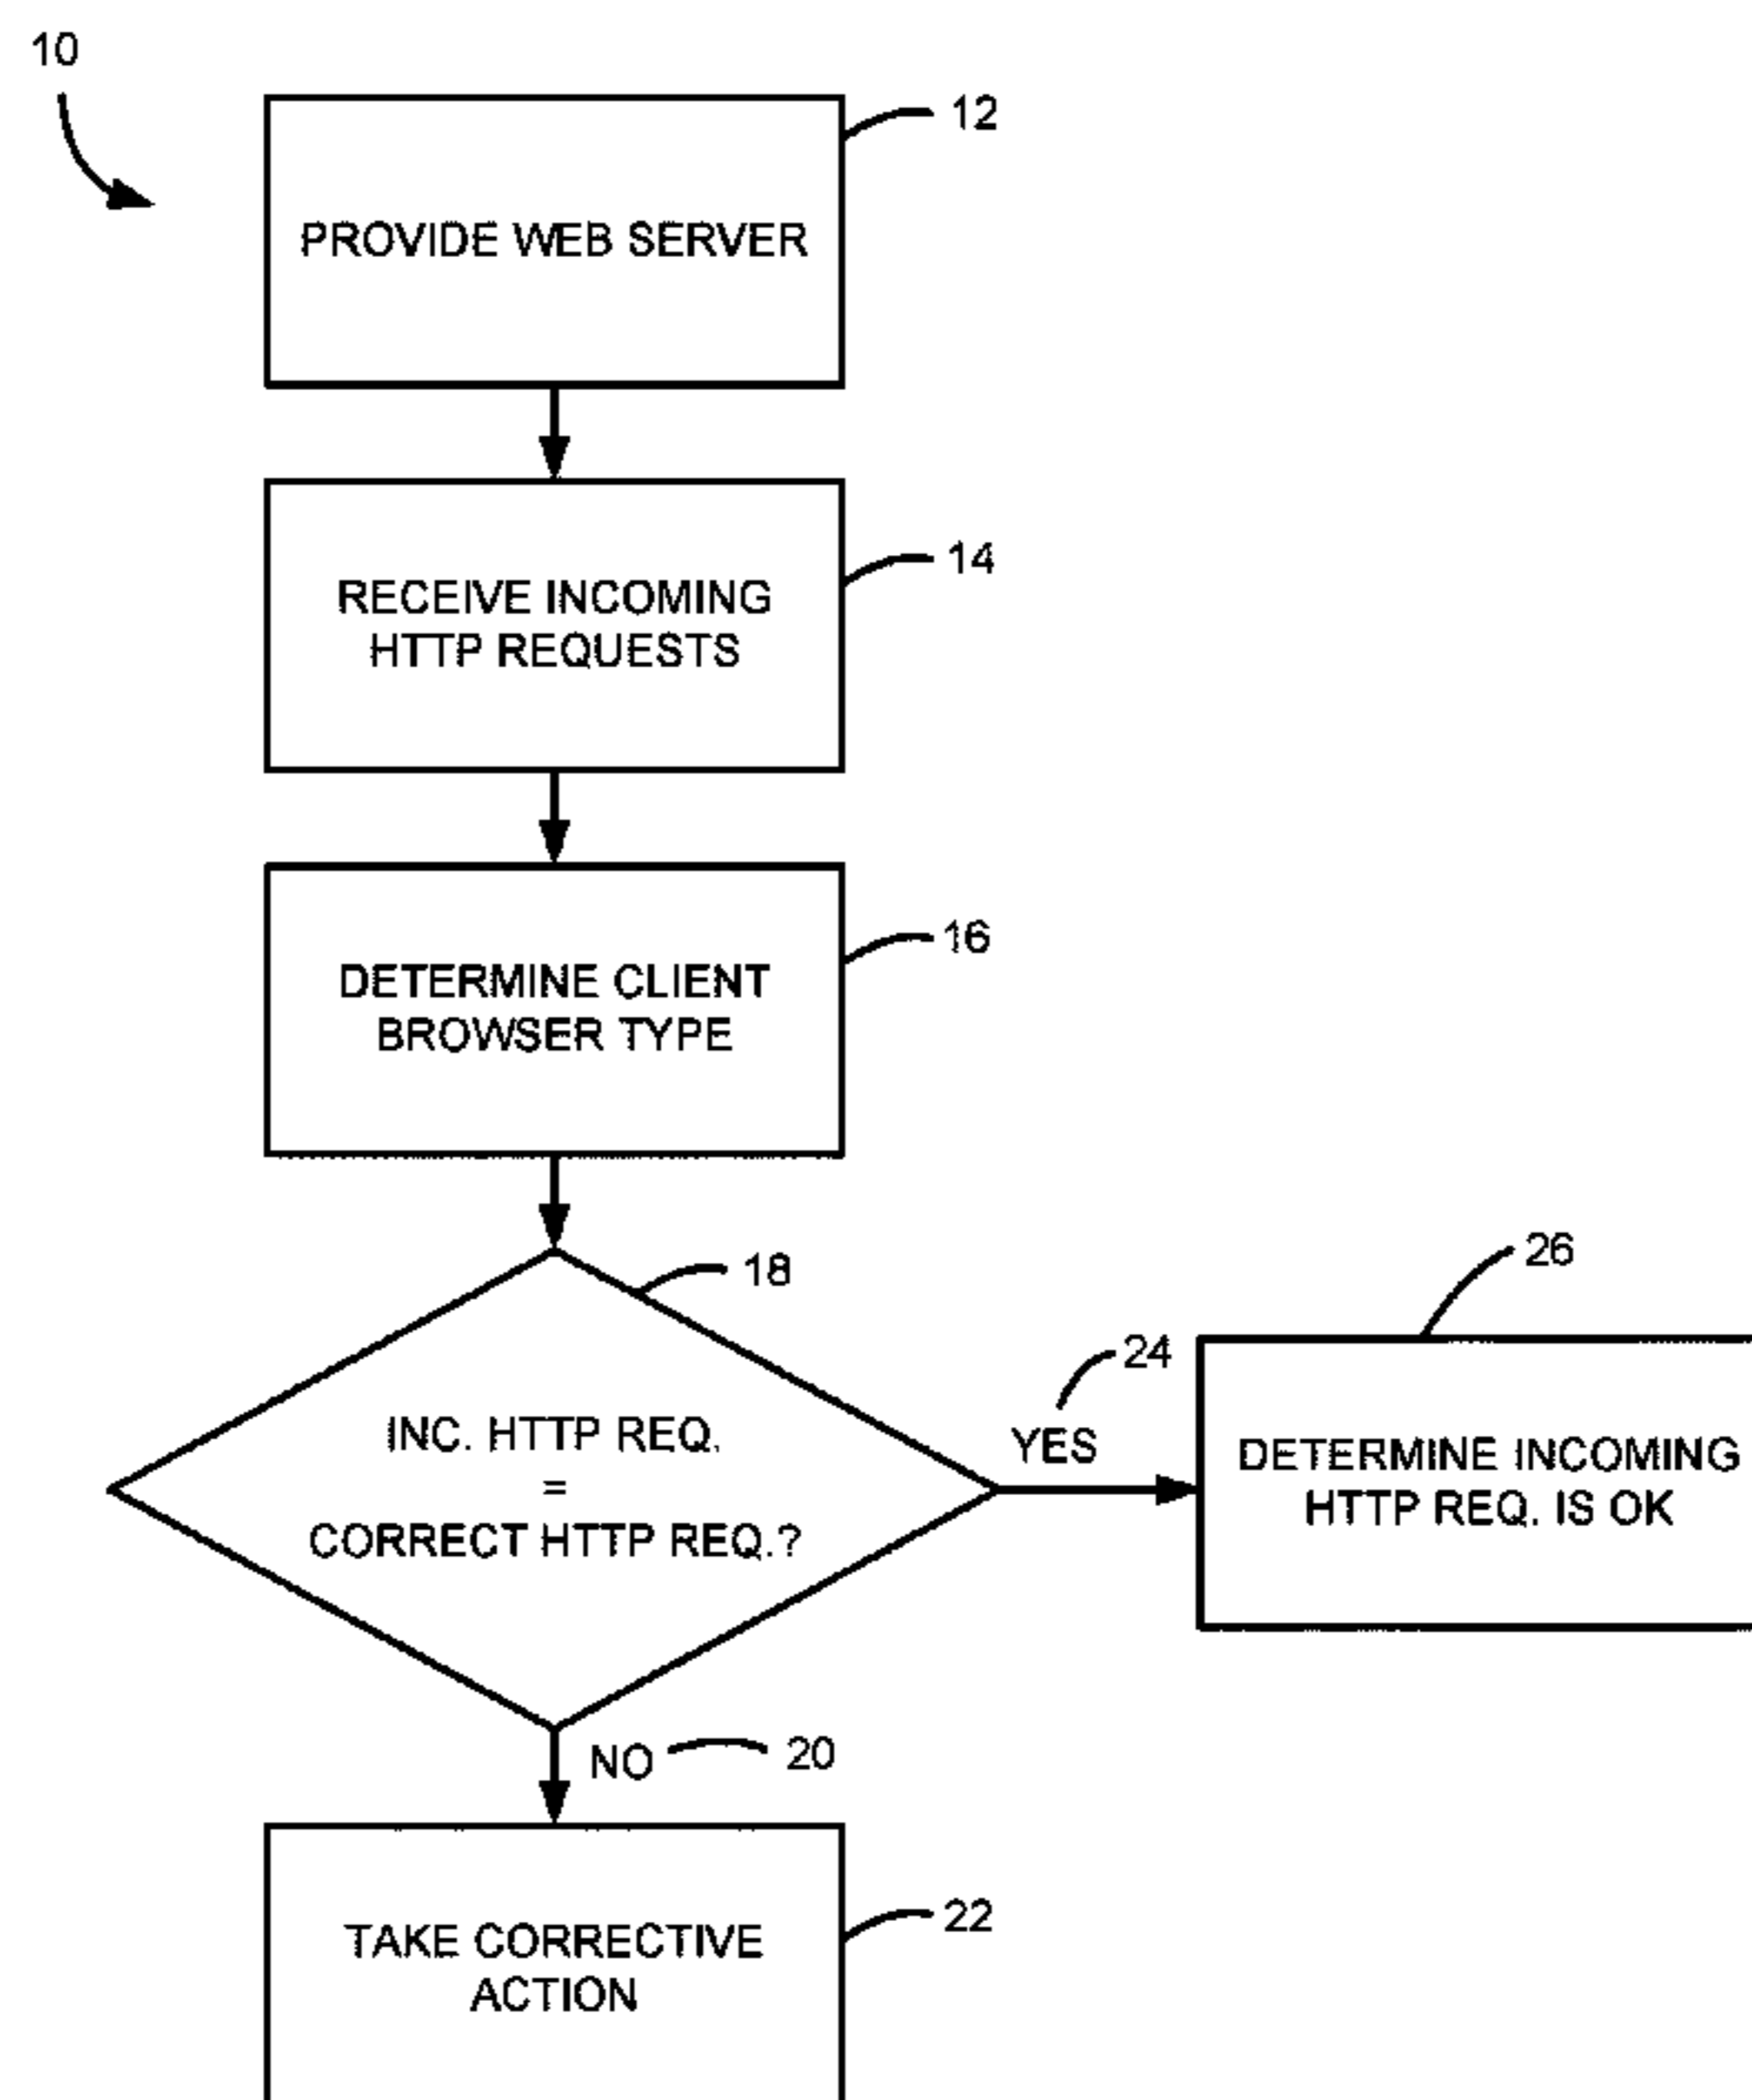 10
12
PROVIDE WEB SERVER
14
RECEIVE INCOMING
HTTP REQUESTS
16
DETERMINE CLIENT
BROWSER TYPE
18
INC. HTTP REQ.
=
CORRECT HTTP REQ.?
24
YES
26
DETERMINE INCOMING
HTTP REQ. IS OK
NO
20
22
TAKE CORRECTIVE
ACTION